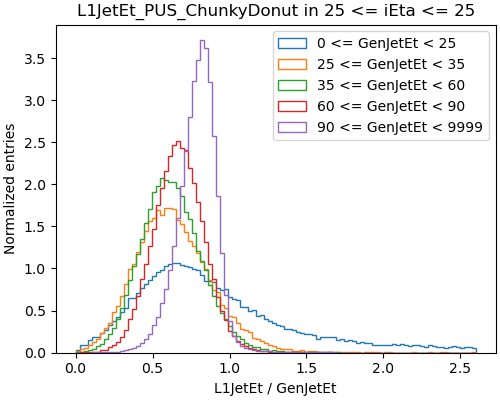 L1JetEt_PUS_ChunkyDonut in 25 <= iEta <= 25
0 <= GenJetEt < 25
25 <= GenJetEt < 35
35 <= GenJetEt < 60
60 <= GenJetEt < 90
90 <= GenJetEt < 9999
Normalized entries
3.5
3.0
2.5
2.0
1.5
1.0
0.5
0.0
0.0 0.5 1.0 1.5 2.0 2.5
L1JetEt / GenJetEt